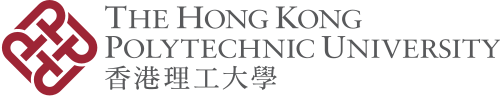 THE HONG KONG
POLYTECHNIC UNIVERSITY
香港理工大學